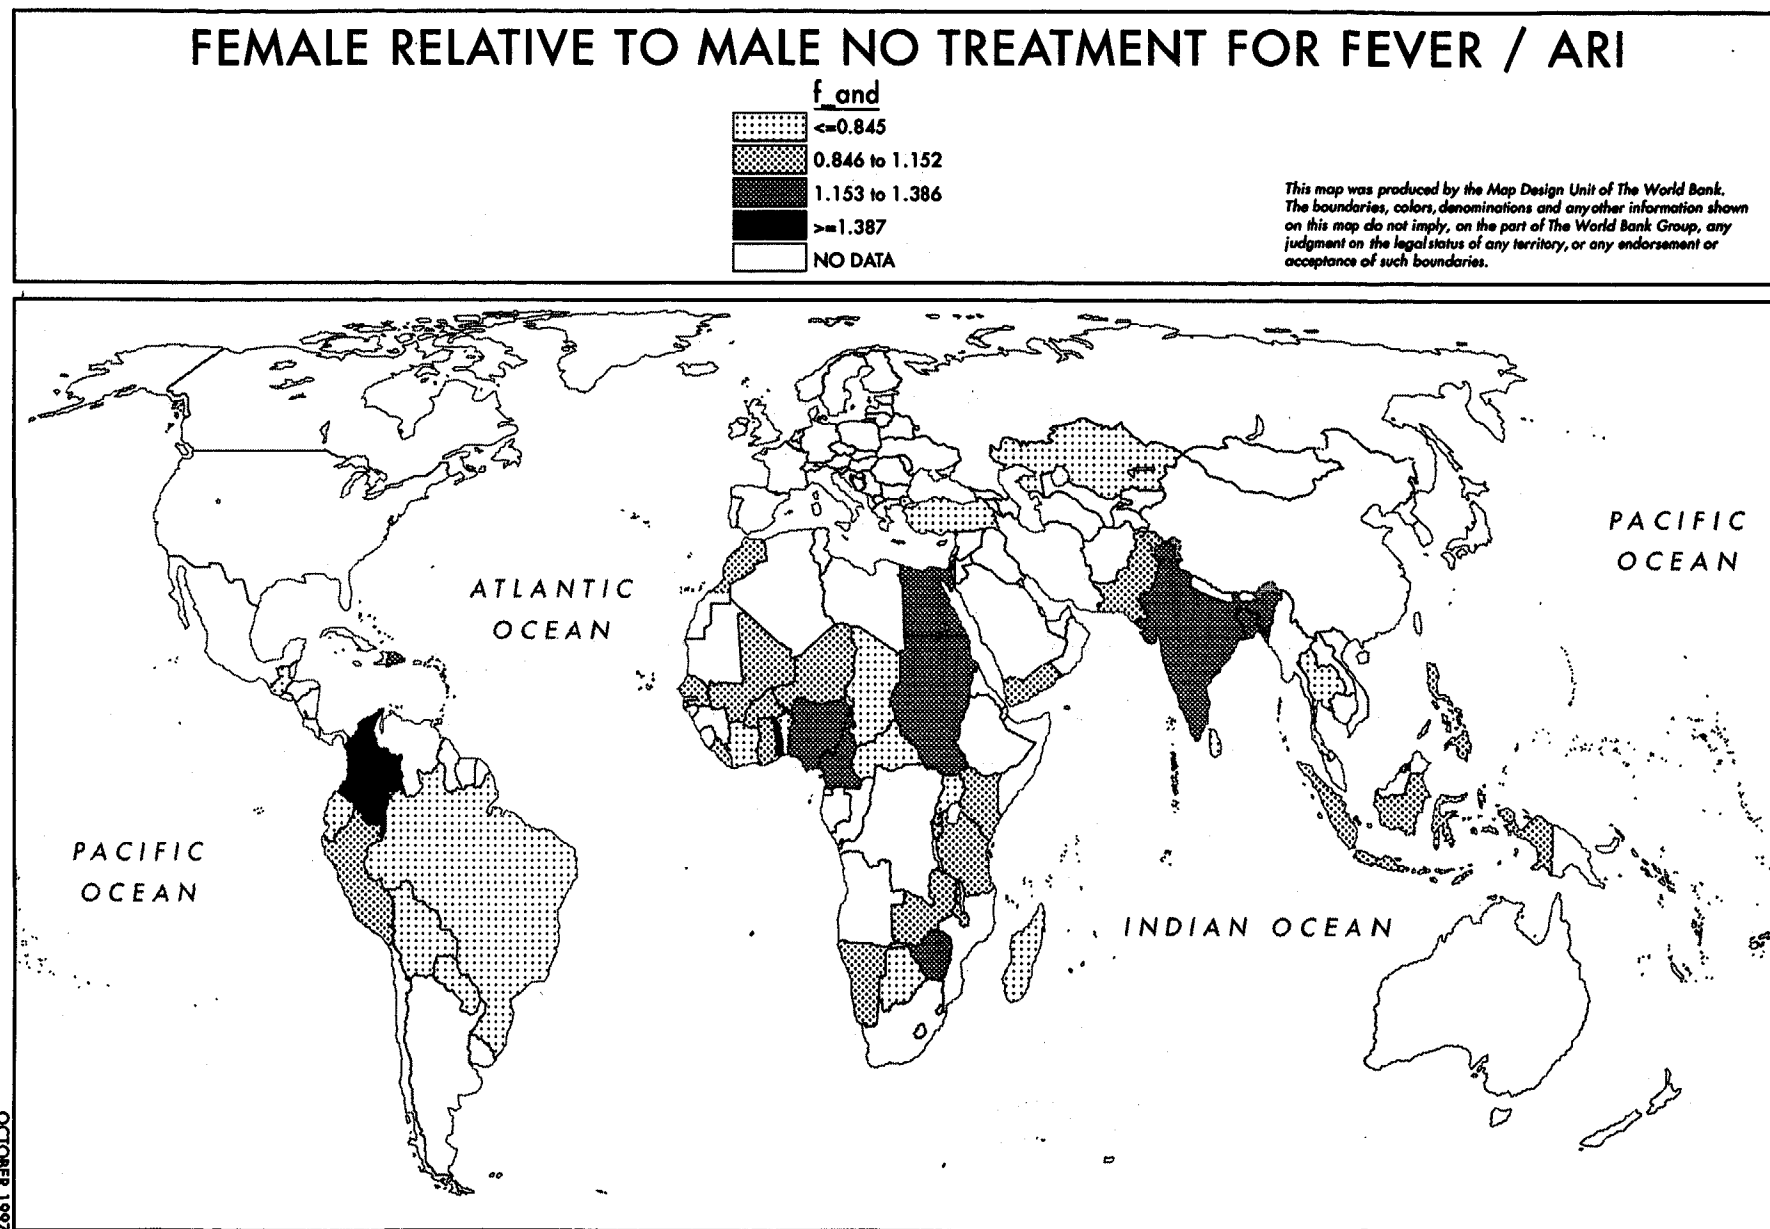 FEMALE RELATIVE TO MALE NO TREATMENT FOR FEVER / ARI
f_and
<=0.845
0.846 to 1.152
1.153 to 1.386
>=1.387
NO DATA
This map was produced by the Map Design Unit of The World Bank.
The boundaries, colors, denominations and any other information shown
on this map do not imply, on the part of The World Bank Group, any
judgment on the legal status of any territory, or any endorsement or
acceptance of such boundaries.
PACIFIC
OCEAN
ATLANTIC
OCEAN
PACIFIC
OCEAN
INDIAN OCEAN
OCTOBER 1997